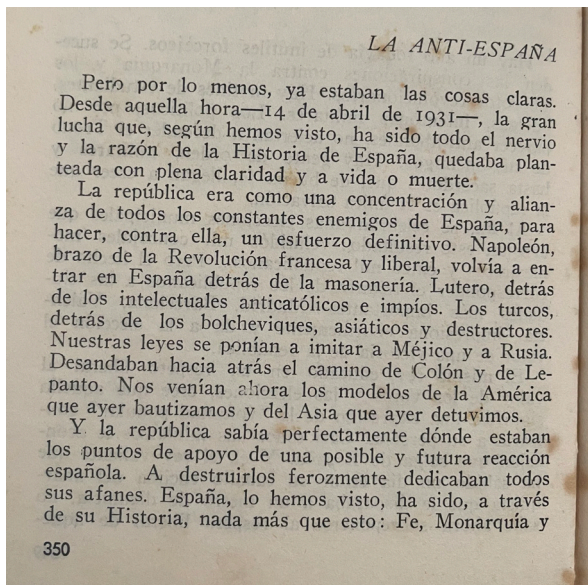 LA ANTI-ESPAÑA
Pero por lo menos, ya estaban las cosas claras.
Desde aquella hora—14 de abril de 1931—, la gran
lucha que, según hemos visto, ha sido todo el nervio
y la razón de la Historia de España, quedaba plan-
teada con plena claridad y a vida o muerte.
La república era como una concentración y alian-
za de todos los constantes enemigos de España, para
hacer, contra ella, un esfuerzo definitivo. Napoleón,
brazo de la Revolución francesa y liberal, volvía a en-
trar en España detrás de la masonería. Lutero, detrás
de los intelectuales anticatólicos e impíos. Los turcos,
detrás de los bolcheviques, asiáticos y destructores.
Nuestras leyes se ponían a imitar a Méjico y a Rusia.
Desandaban hacia atrás el camino de Colón y de Le-
panto. Nos venían ahora los modelos de la América
que ayer bautizamos y del Asia que ayer detuvimos.
Y la república sabía perfectamente dónde estaban
los puntos de apoyo de una posible y futura reacción
española. A destruirlos ferozmente dedicaban todos
sus afanes. España, lo hemos visto, ha sido, a través
de su Historia, nada más que esto: Fe, Monarquía y
350